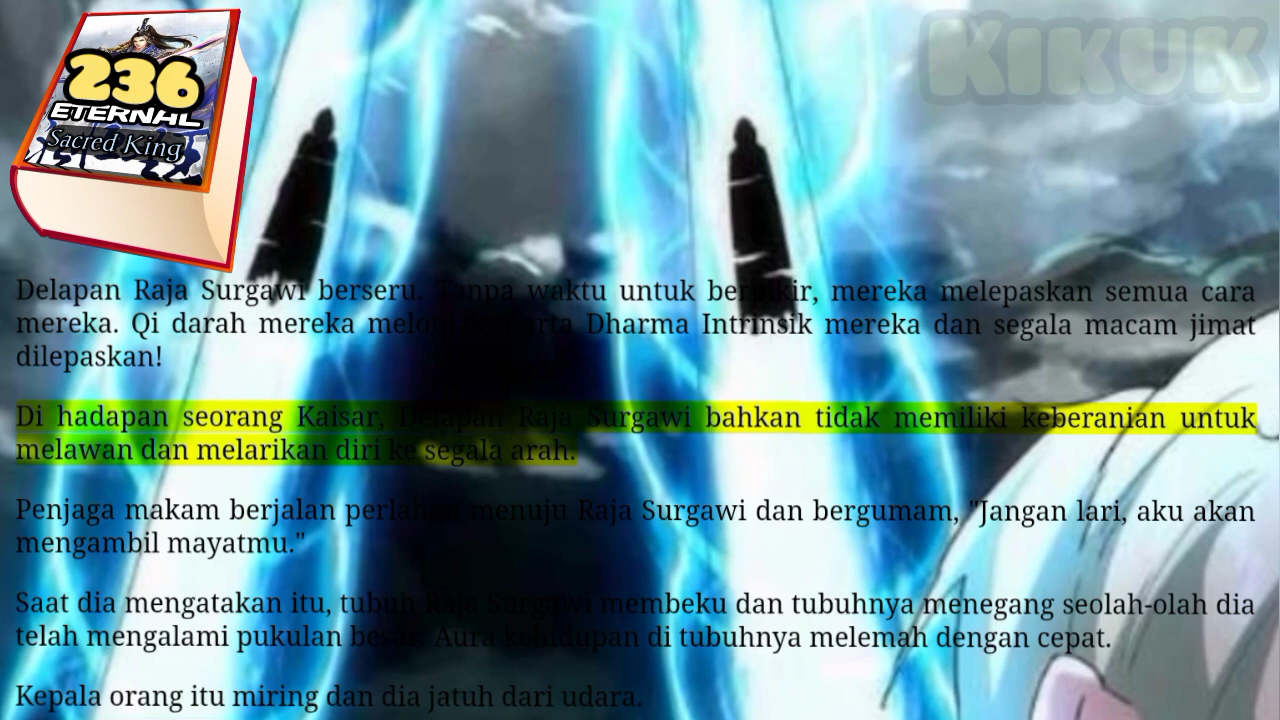 Kikuk
236
ETERNAL
Sacred King
Delapan Raja Surgawi berseru. Tanpa waktu untuk berpikir, mereka melepaskan semua cara
mereka. Qi darah mereka Harta Dharma Intrinsik mereka dan segala macam jimat
dilepaskan!
Di hadapan seorang Kaisar, Delapan Raja Surgawi bahkan tidak memiliki keberanian untuk
melawan dan melarikan diri ke segala arah.
Penjaga makam berjalan perlahan menuju Raja Surgawi dan bergumam, "Jangan lari, aku akan
mengambil mayatmu."
Saat dia mengatakan itu, tubuh Raja Surgawi membeku dan tubuhnya menegang seolah-olah dia
telah mengalami pukulan besar. Aura kehidupan di tubuhnya melemah dengan cepat.
Kepala orang itu miring dan dia jatuh dari udara.